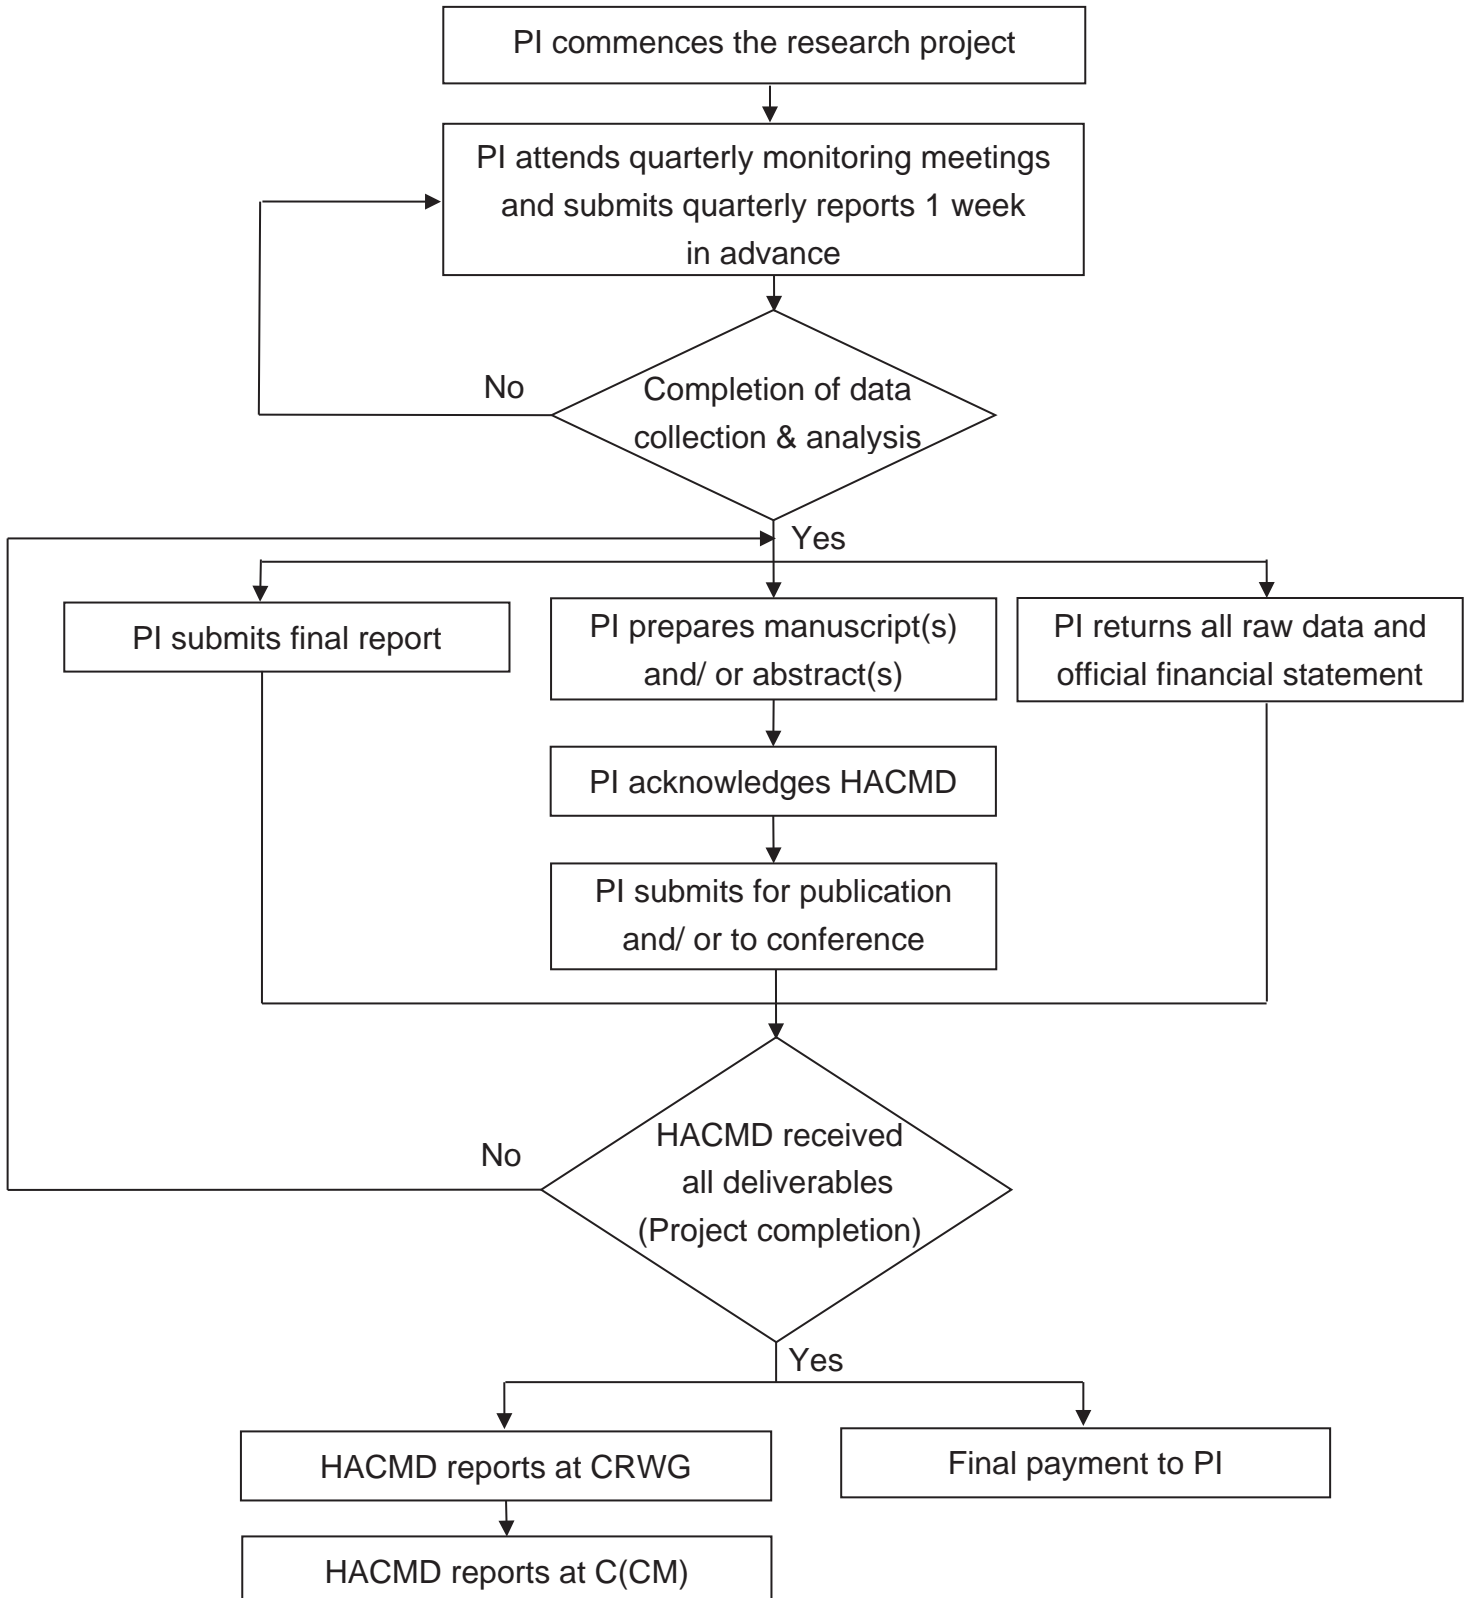 PI commences the research project
PI attends quarterly monitoring meetings
and submits quarterly reports 1 week
in advance
No
Completion of data
collection & analysis
Yes
PI submits final report
PI prepares manuscript(s)
and/ or abstract(s)
PI returns all raw data and
official financial statement
PI acknowledges HACMD
PI submits for publication
and/ or to conference
No
HACMD received
all deliverables
(Project completion)
Yes
HACMD reports at CRWG
Final payment to PI
HACMD reports at C(CM)